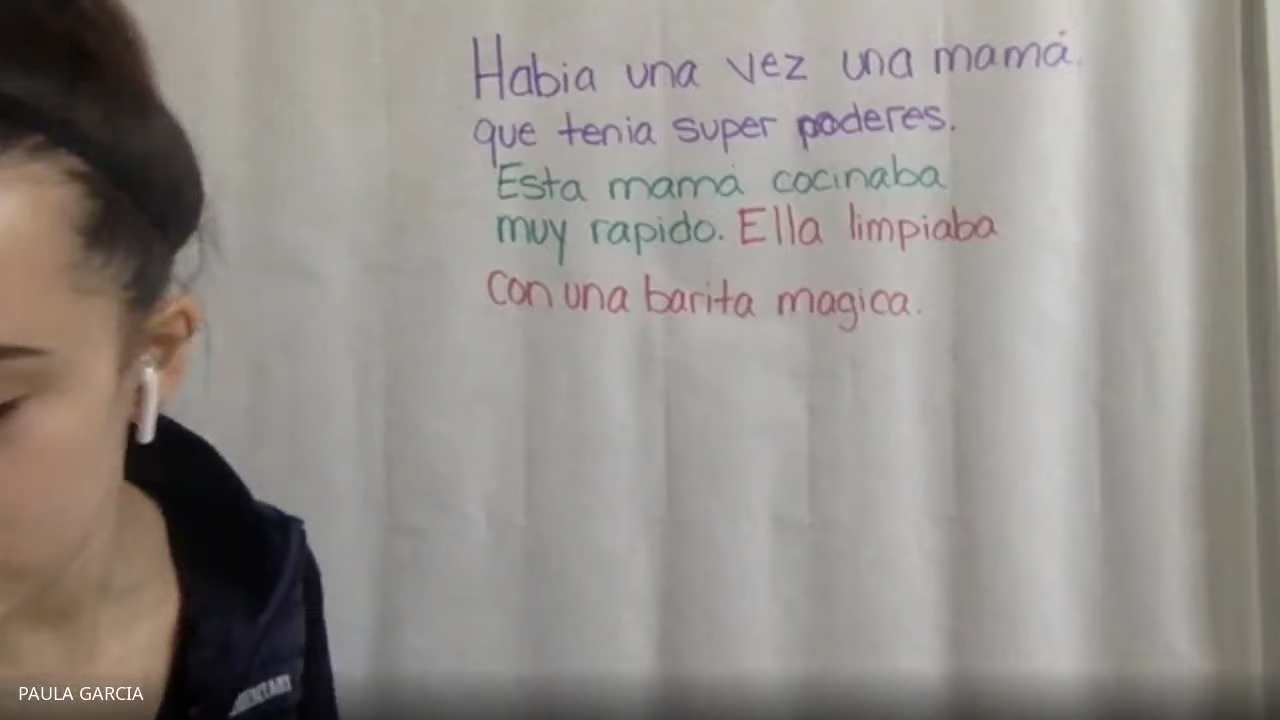 Habia una vez una mamá.
que tenia super poderes.
Esta mamá cocinaba
muy rapido. Ella limpiaba
con una barita magica.
PAULA GARCIA